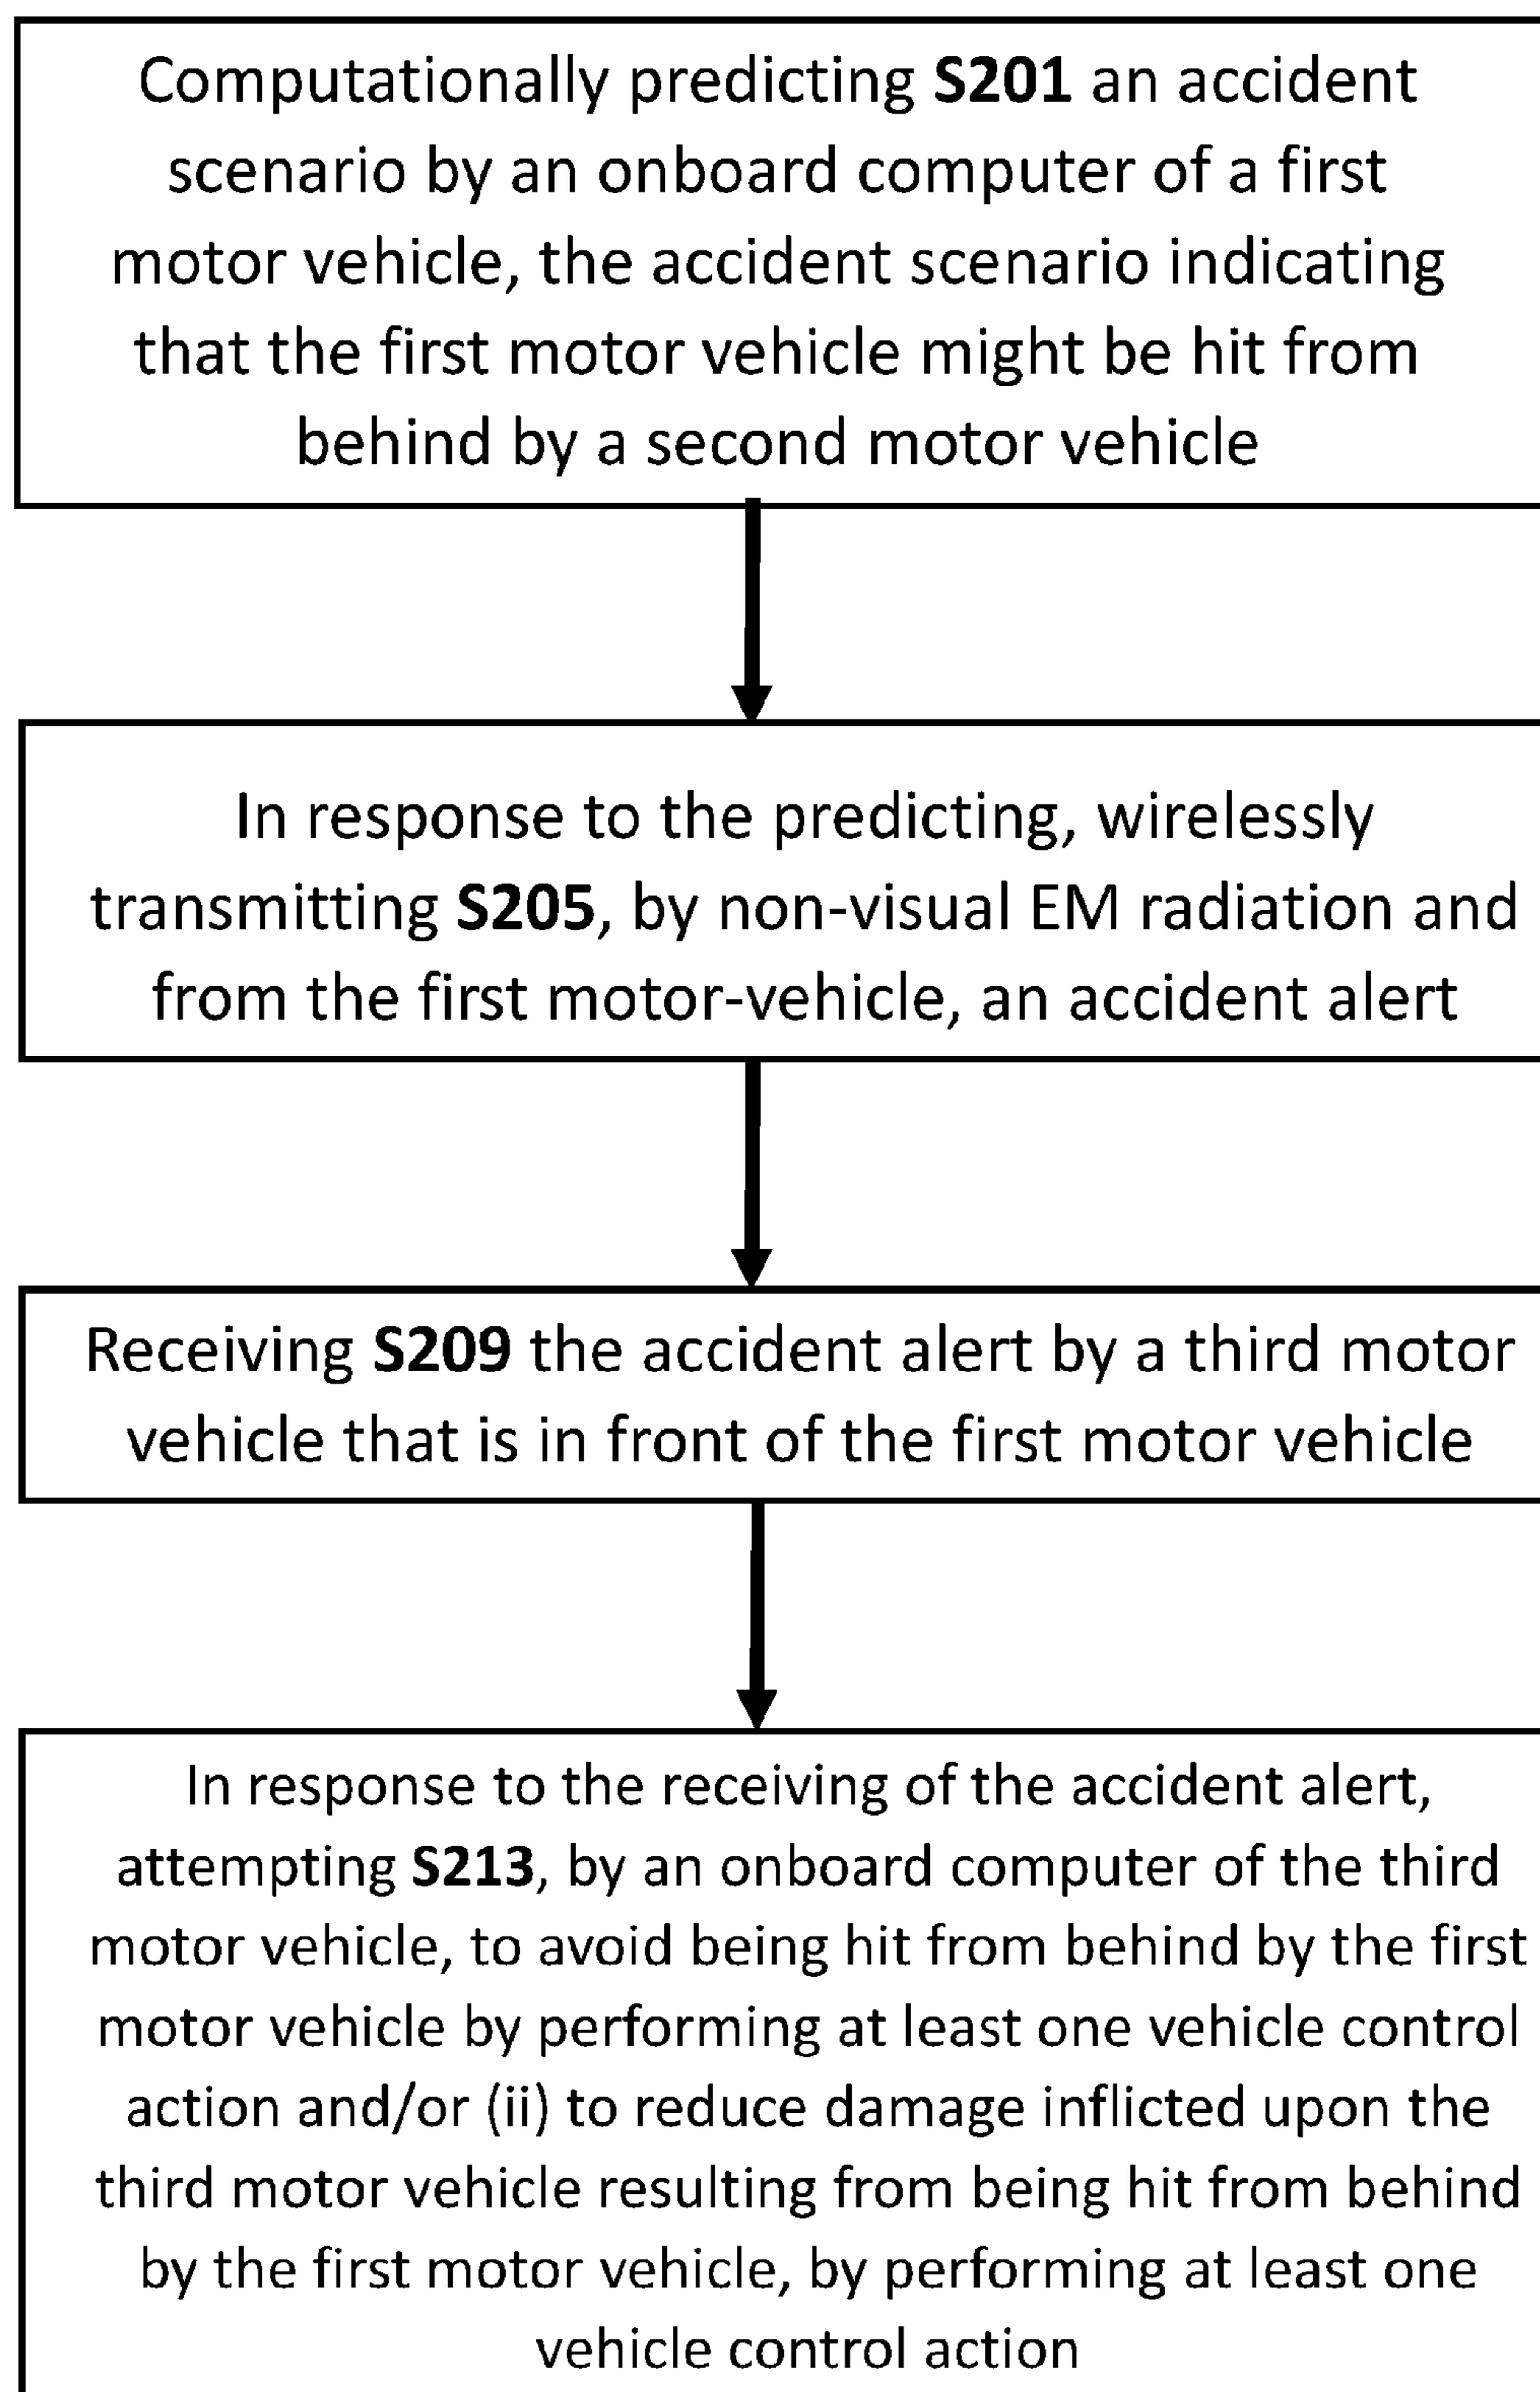 Computationally predicting S201 an accident
scenario by an onboard computer of a first
motor vehicle, the accident scenario indicating
that the first motor vehicle might be hit from
behind by a second motor vehicle
In response to the predicting, wirelessly
transmitting S205, by non-visual EM radiation and
from the first motor-vehicle, an accident alert
Receiving S209 the accident alert by a third motor
vehicle that is in front of the first motor vehicle
In response to the receiving of the accident alert,
attempting S213, by an onboard computer of the third
motor vehicle, to avoid being hit from behind by the first
motor vehicle by performing at least one vehicle control
action and/or (ii) to reduce damage inflicted upon the
third motor vehicle resulting from being hit from behind
by the first motor vehicle, by performing at least one
vehicle control action